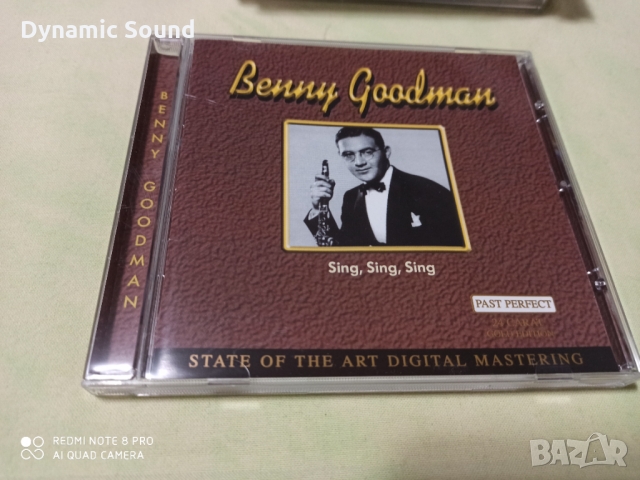 Dynamic Sound
BENNY GOODMAN
Benny Goodman
Sing, Sing, Sing
PAST PERFECT
STATE OF THE ART DIGITAL MASTERING
REDMI NOTE 8 PRO
AI QUAD CAMERA
BAZAR